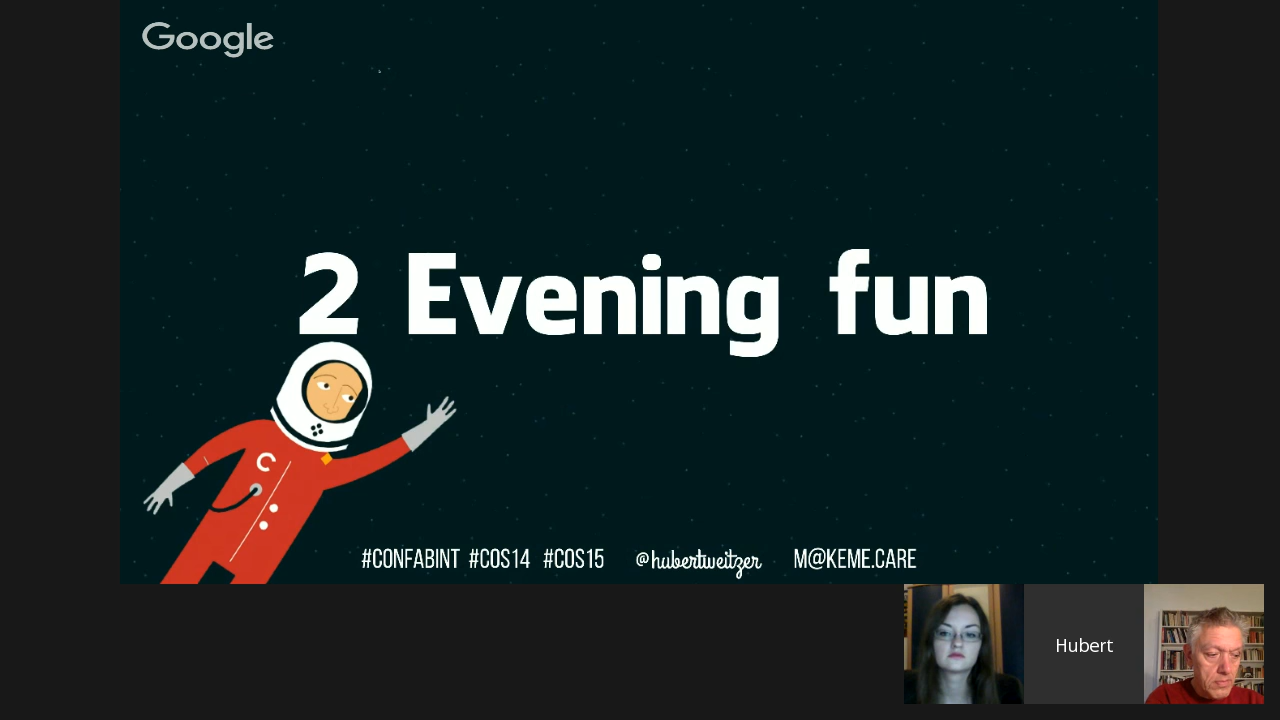 Google
2 Evening fun
C
#CONFABINT #COS14 #COS15 @hubertweitzer M@KEME.CARE
Hubert